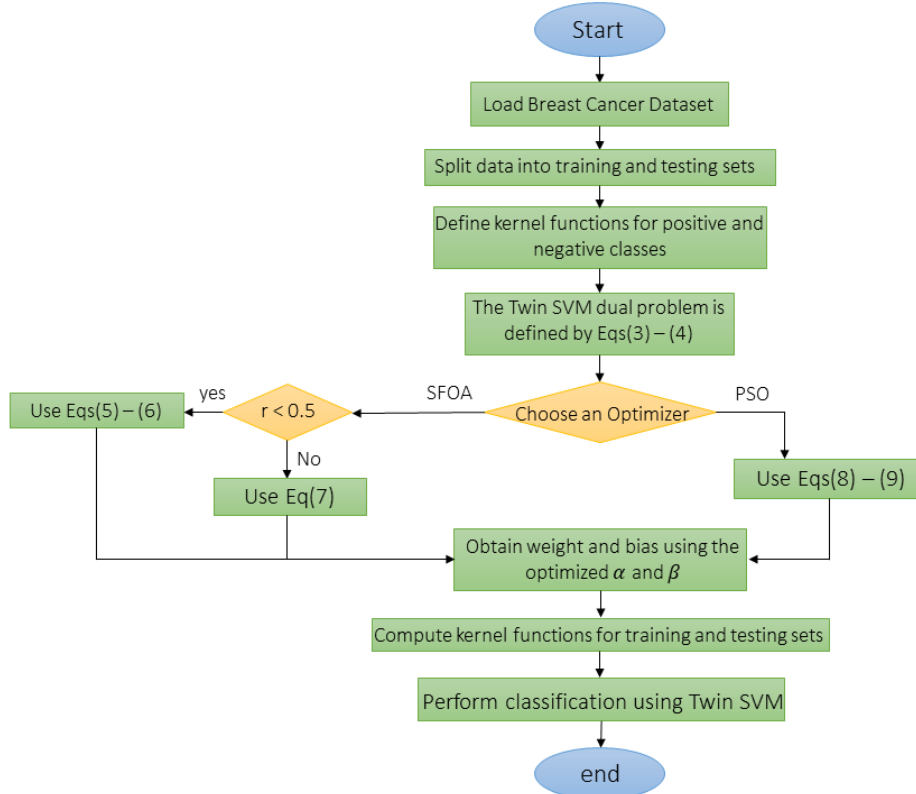 Start
Load Breast Cancer Dataset
Split data into training and testing sets
Define kernel functions for positive and
negative classes
The Twin SVM dual problem is
defined by Eqs(3) – (4)
Choose an Optimizer
SFOA
PSO
r < 0.5
yes
No
Use Eqs(5) – (6)
Use Eq(7)
Use Eqs(8) – (9)
Obtain weight and bias using the
optimized α and β
Compute kernel functions for training and testing sets
Perform classification using Twin SVM
end